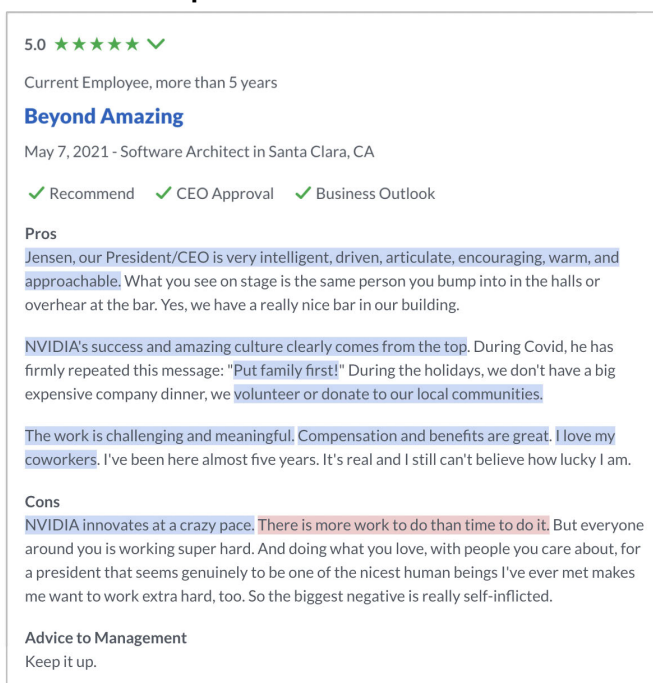 5.0 ★★★★★
Current Employee, more than 5 years
Beyond Amazing
May 7, 2021 - Software Architect in Santa Clara, CA
✓ Recommend ✓ CEO Approval ✓ Business Outlook
Pros
Jensen, our President/CEO is very intelligent, driven, articulate, encouraging, warm, and
approachable. What you see on stage is the same person you bump into in the halls or
overhear at the bar. Yes, we have a really nice bar in our building.
NVIDIA's success and amazing culture clearly comes from the top. During Covid, he has
firmly repeated this message: "Put family first!" During the holidays, we don't have a big
expensive company dinner, we volunteer or donate to our local communities.
The work is challenging and meaningful. Compensation and benefits are great. I love my
coworkers. I've been here almost five years. It's real and I still can't believe how lucky I am.
Cons
NVIDIA innovates at a crazy pace. There is more work to do than time to do it. But everyone
around you is working super hard. And doing what you love, with people you care about, for
a president that seems genuinely to be one of the nicest human beings I've ever met makes
me want to work extra hard, too. So the biggest negative is really self-inflicted.
Advice to Management
Keep it up.